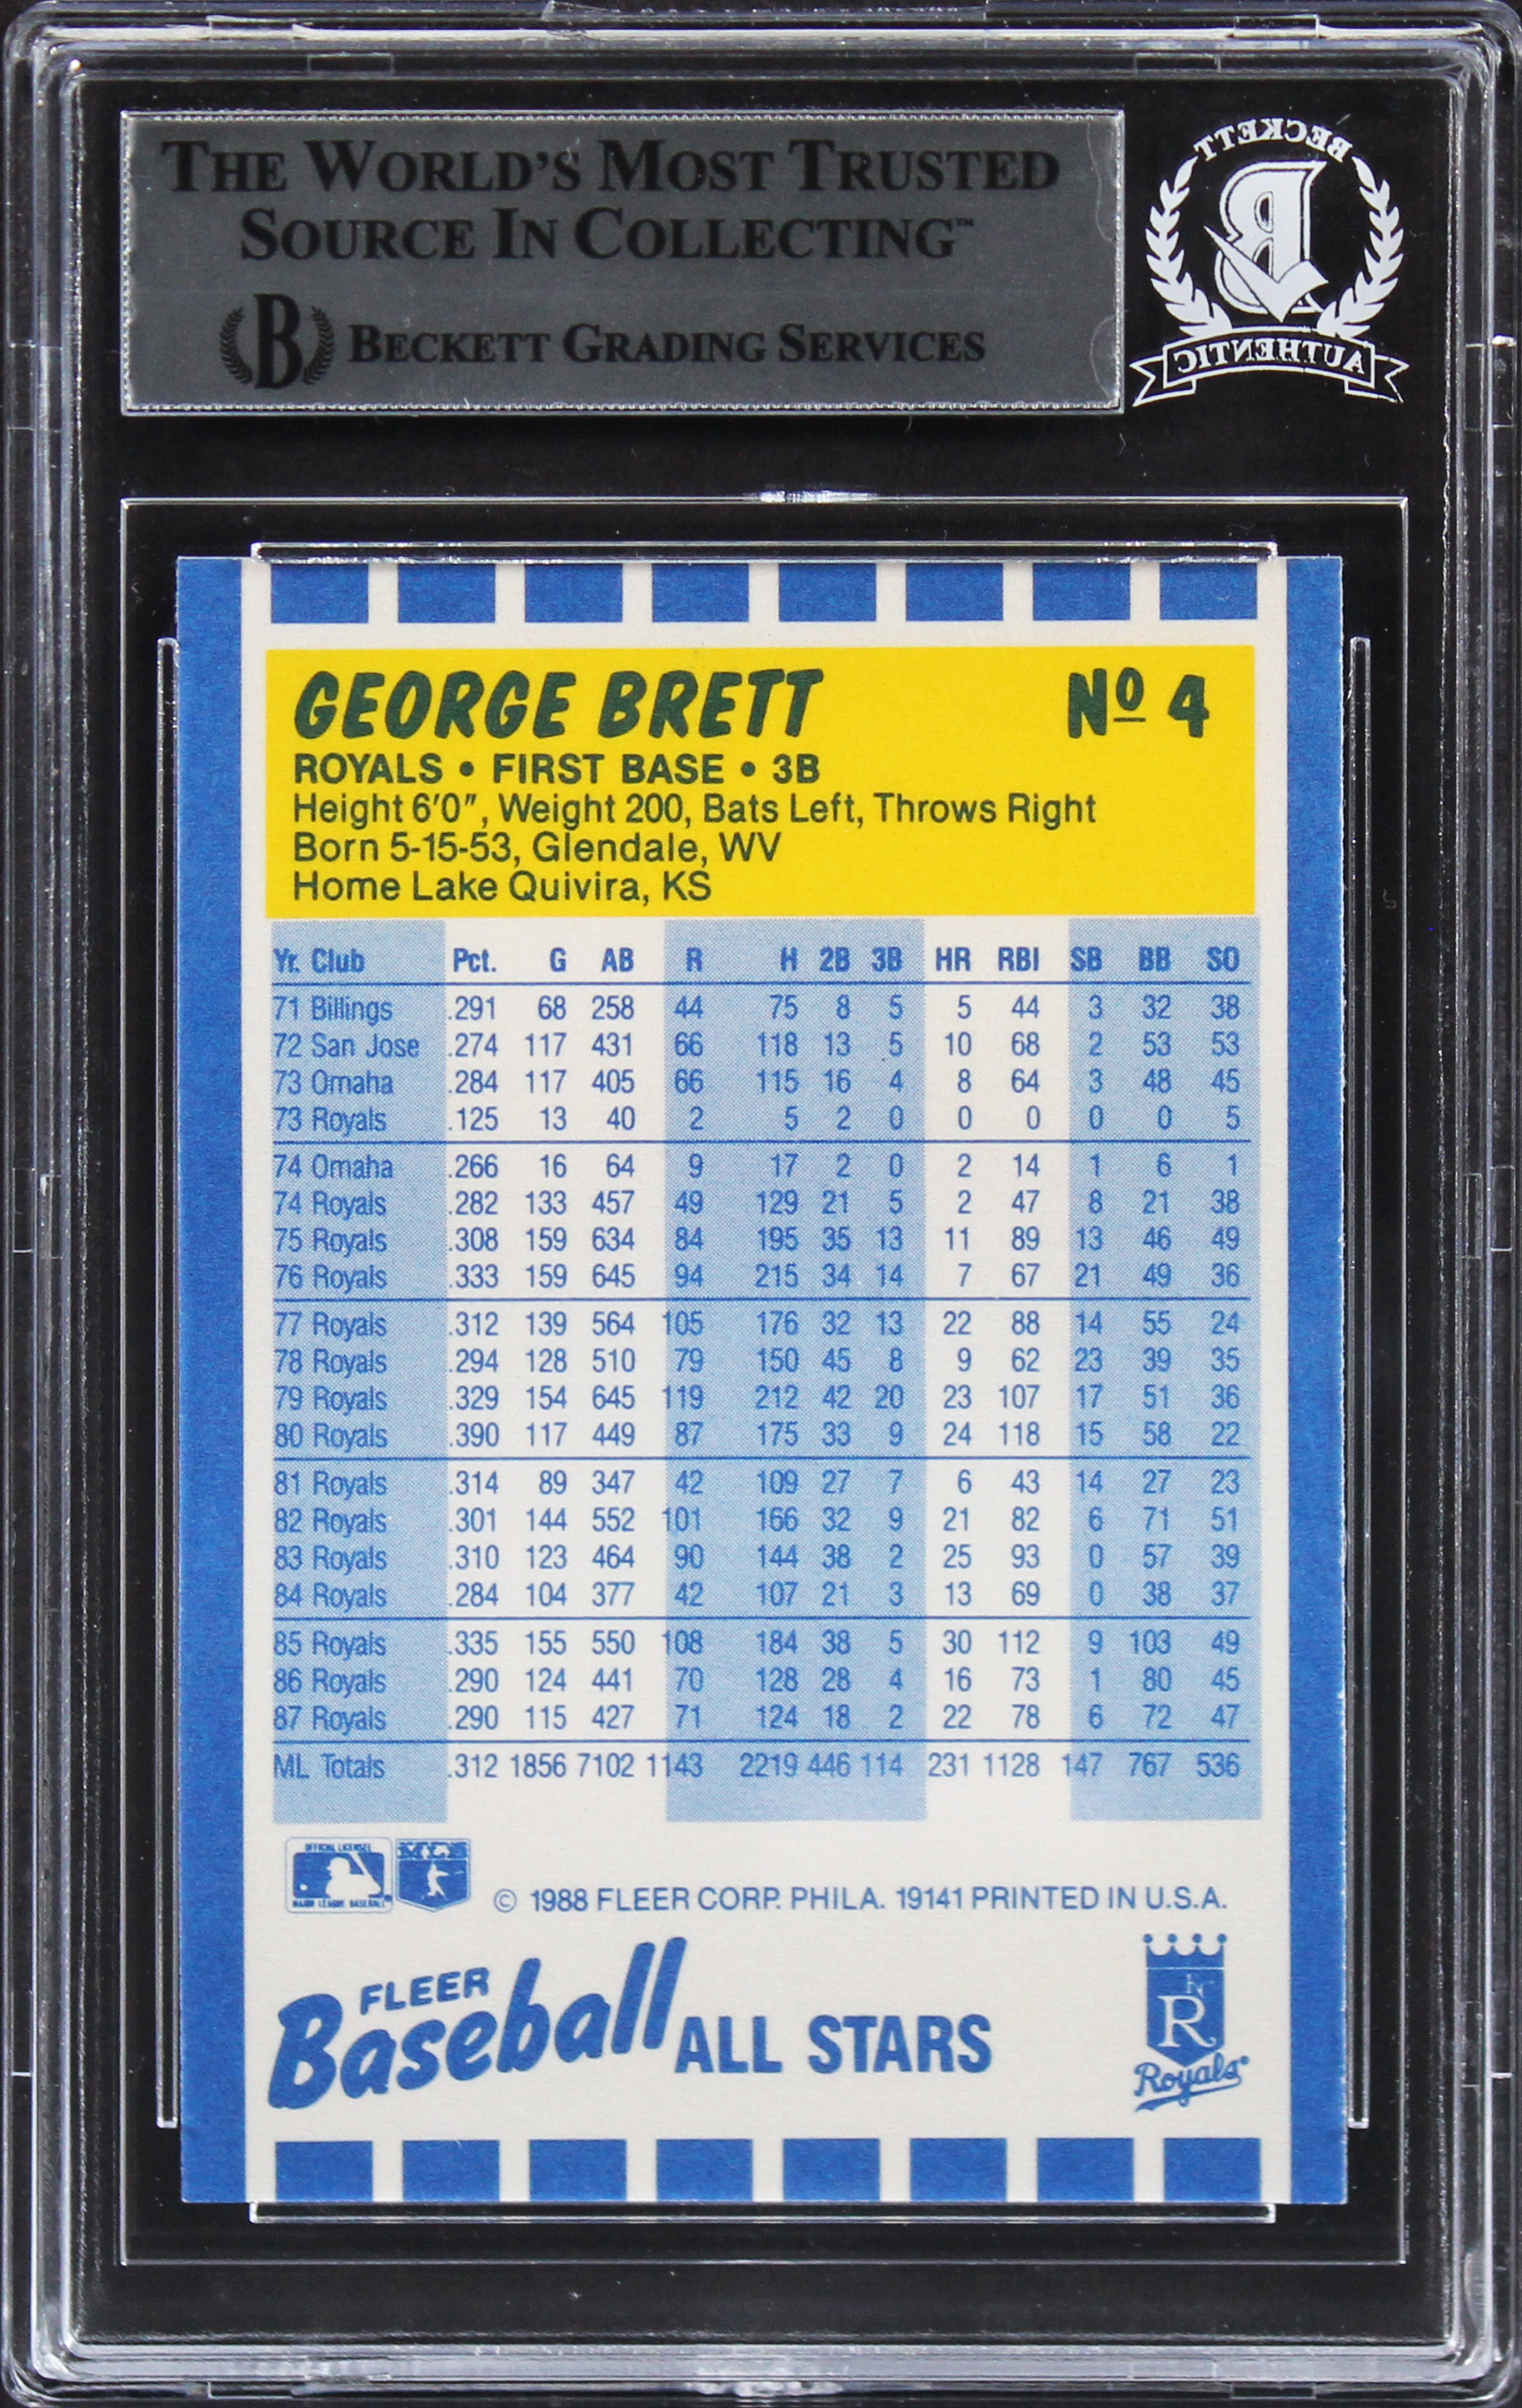 THE WORLD'S MOST TRUSTED
SOURCE IN COLLECTING™
B BECKETT GRADING SERVICES
BECKETT
B
AUTHENTIC
GEORGE BRETT Nº 4
ROYALS • FIRST BASE • 3B
Height 6'0", Weight 200, Bats Left, Throws Right
Born 5-15-53, Glendale, WV
Home Lake Quivira, KS
Yr. Club Pct. G AB R H 2B 3B HR RBI SB BB SO
71 Billings .291 68 258 44 75 8 5 5 44 3 32 38
72 San Jose .274 117 431 66 118 13 5 10 68 2 53 53
73 Omaha .284 117 405 66 115 16 4 8 64 3 48 45
73 Royals .125 13 40 2 5 2 0 0 0 0 0 5
74 Omaha .266 16 64 9 17 2 0 2 14 1 6 1
74 Royals .282 133 457 49 129 21 5 2 47 8 21 38
75 Royals .308 159 634 84 195 35 13 11 89 13 46 49
76 Royals .333 159 645 94 215 34 14 7 67 21 49 36
77 Royals .312 139 564 105 176 32 13 22 88 14 55 24
78 Royals .294 128 510 79 150 45 8 9 62 23 39 35
79 Royals .329 154 645 119 212 42 20 23 107 17 51 36
80 Royals .390 117 449 87 175 33 9 24 118 15 58 22
81 Royals .314 89 347 42 109 27 7 6 43 14 27 23
82 Royals .301 144 552 101 166 32 9 21 82 6 71 51
83 Royals .310 123 464 90 144 38 2 25 93 0 57 39
84 Royals .284 104 377 42 107 21 3 13 69 0 38 37
85 Royals .335 155 550 108 184 38 5 30 112 9 103 49
86 Royals .290 124 441 70 128 28 4 16 73 1 80 45
87 Royals .290 115 427 71 124 18 2 22 78 6 72 47
ML Totals .312 1856 7102 1143 2219 446 114 231 1128 147 767 536
OFFICIAL LICENSEE
MAJOR LEAGUE BASEBALL
© 1988 FLEER CORP. PHILA. 19141 PRINTED IN U.S.A.
FLEER
Baseball ALL STARS
R
Royals